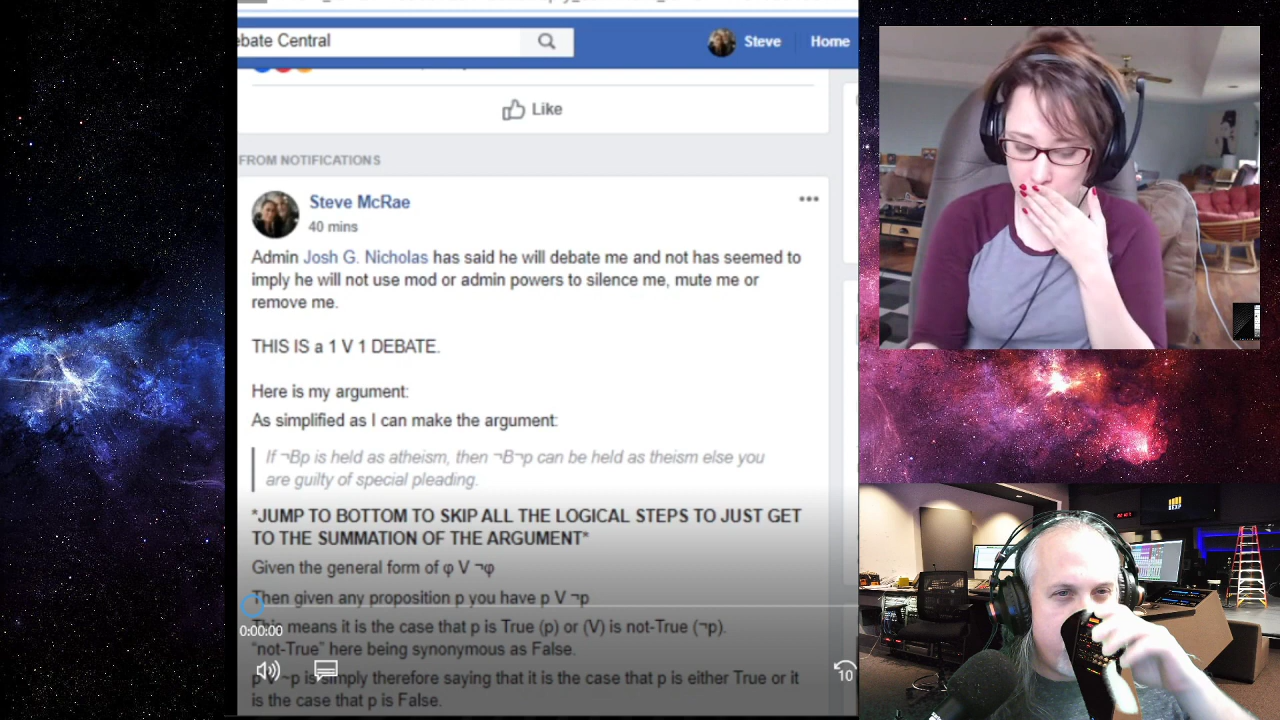 ebate Central
Steve
Home
Like
FROM NOTIFICATIONS
Steve McRae
40 mins
Admin Josh G. Nicholas has said he will debate me and not has seemed to
imply he will not use mod or admin powers to silence me, mute me or
remove me.
THIS IS a 1 V 1 DEBATE.
Here is my argument:
As simplified as I can make the argument:
If ¬Bp is held as atheism, then ¬B¬p can be held as theism else you
are guilty of special pleading.
*JUMP TO BOTTOM TO SKIP ALL THE LOGICAL STEPS TO JUST GET
TO THE SUMMATION OF THE ARGUMENT*
Given the general form of φ V ¬φ
Then given any proposition p you have p V ¬p
This means it is the case that p is True (p) or (V) is not-True (¬p).
0:00:00
"not-True" here being synonymous as False.
p V ¬p is simply therefore saying that it is the case that p is either True or it
is the case that p is False.
10